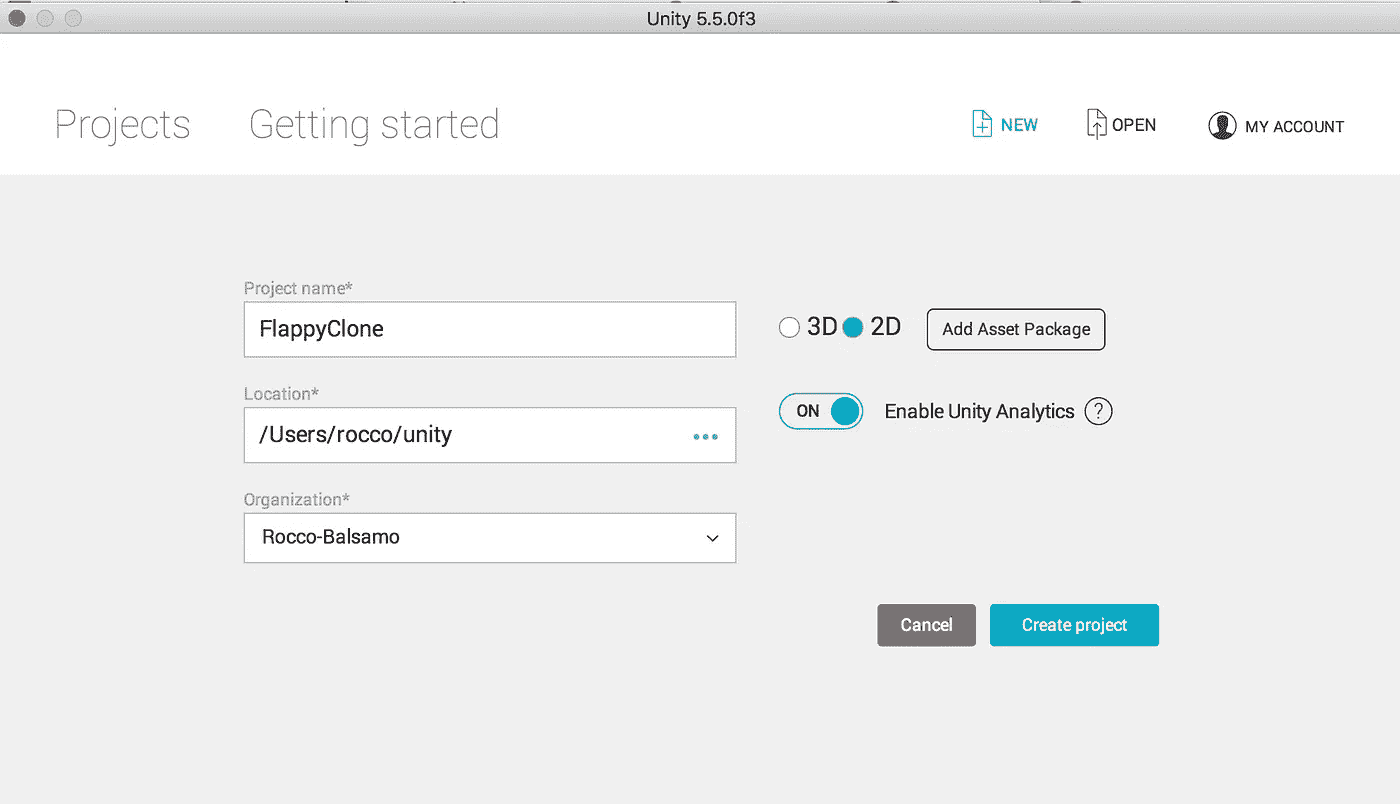 Unity 5.5.0f3
Projects Getting started NEW OPEN MY ACCOUNT
Project name*
FlappyClone
3D 2D Add Asset Package
Location*
/Users/rocco/unity
ON Enable Unity Analytics ?
Organization*
Rocco-Balsamo
Cancel Create project